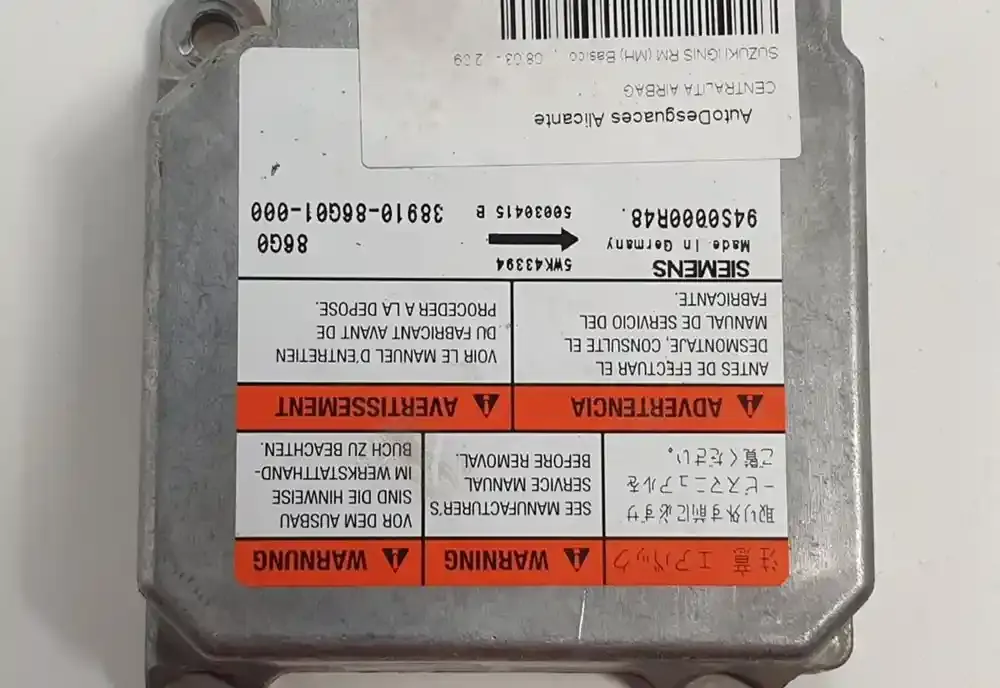 注意 エアバッグ
取り外す前に必ずサ
ービスマニュアルを
ご覧ください。
WARNING
SEE MANUFACTURER'S
SERVICE MANUAL
BEFORE REMOVAL.
WARNUNG
VOR DEM AUSBAU
SIND DIE HINWEISE
IM WERKSTATTHAND-
BUCH ZU BEACHTEN.
ADVERTENCIA
ANTES DE EFECTUAR EL
DESMONTAJE, CONSULTE EL
MANUAL DE SERVICIO DEL
FABRICANTE.
AVERTISSEMENT
VOIR LE MANUEL D'ENTRETIEN
DU FABRICANT AVANT DE
PROCEDER A LA DEPOSE.
SIEMENS 5WK43394
Made in Germany 86G0
94S0000R48. 50030415 B 38910-86G01-000
AutoDesguaces Alicante
CENTRALITA AIRBAG
SUZUKI IGNIS RM (MH) Básico , 08.03 - 2.09